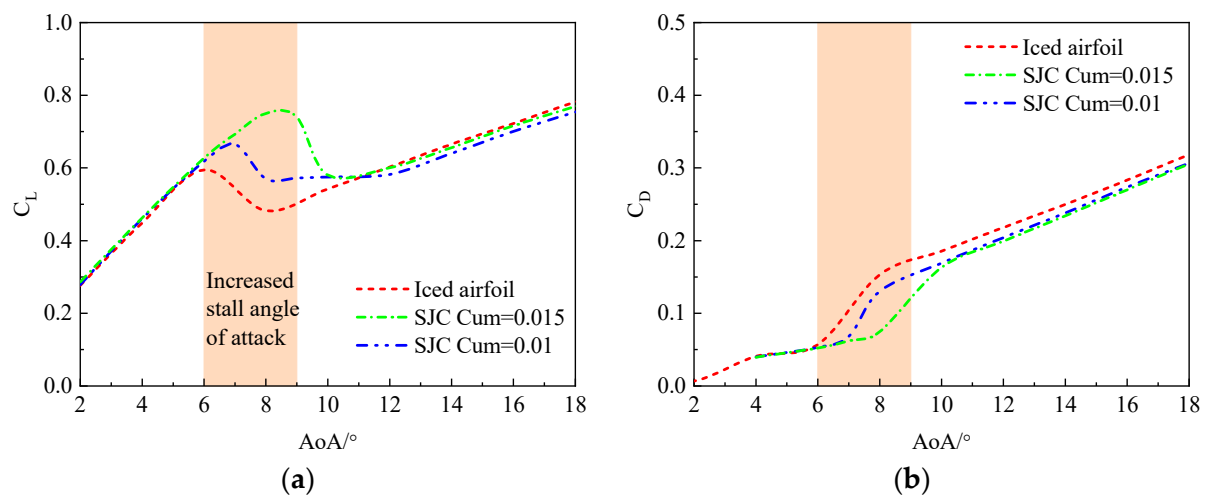 1.0
0.8
0.6
0.4
0.2
0.0
C_L
Increased
stall angle
of attack
Iced airfoil
SJC Cum=0.015
SJC Cum=0.01
2 4 6 8 10 12 14 16 18
AoA/°
(a)
0.5
0.4
0.3
0.2
0.1
0.0
C_D
Iced airfoil
SJC Cum=0.015
SJC Cum=0.01
2 4 6 8 10 12 14 16 18
AoA/°
(b)